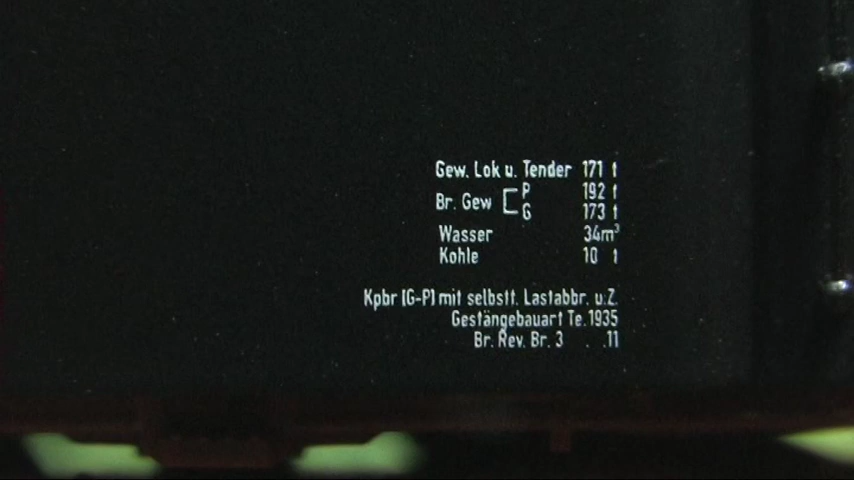 Gew. Lok u. Tender 171 t
Br. Gew [ P 192 t
G 173 t
Wasser 34m³
Kohle 10 t
Kpbr (G-P) mit selbstt. Lastabbr. u.Z.
Gestängebauart Te. 1935
Br. Rev. Br. 3 . .11